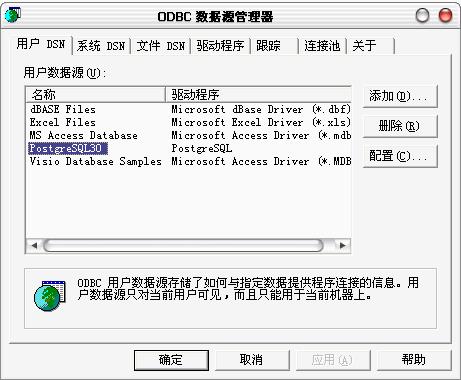 ODBC 数据源管理器
用户 DSN 系统 DSN 文件 DSN 驱动程序 跟踪 连接池 关于
用户数据源(U):
名称 驱动程序
dBASE Files Microsoft dBase Driver (*.dbf)
Excel Files Microsoft Excel Driver (*.xls)
MS Access Database Microsoft Access Driver (*.mdb
PostgreSQL30 PostgreSQL
Visio Database Samples Microsoft Access Driver (*.MDB
添加(D)...
删除(R)
配置(C)...
ODBC 用户数据源存储了如何与指定数据提供程序连接的信息。用
户数据源只对当前用户可见，而且只能用于当前机器上。
确定 取消 应用(A) 帮助